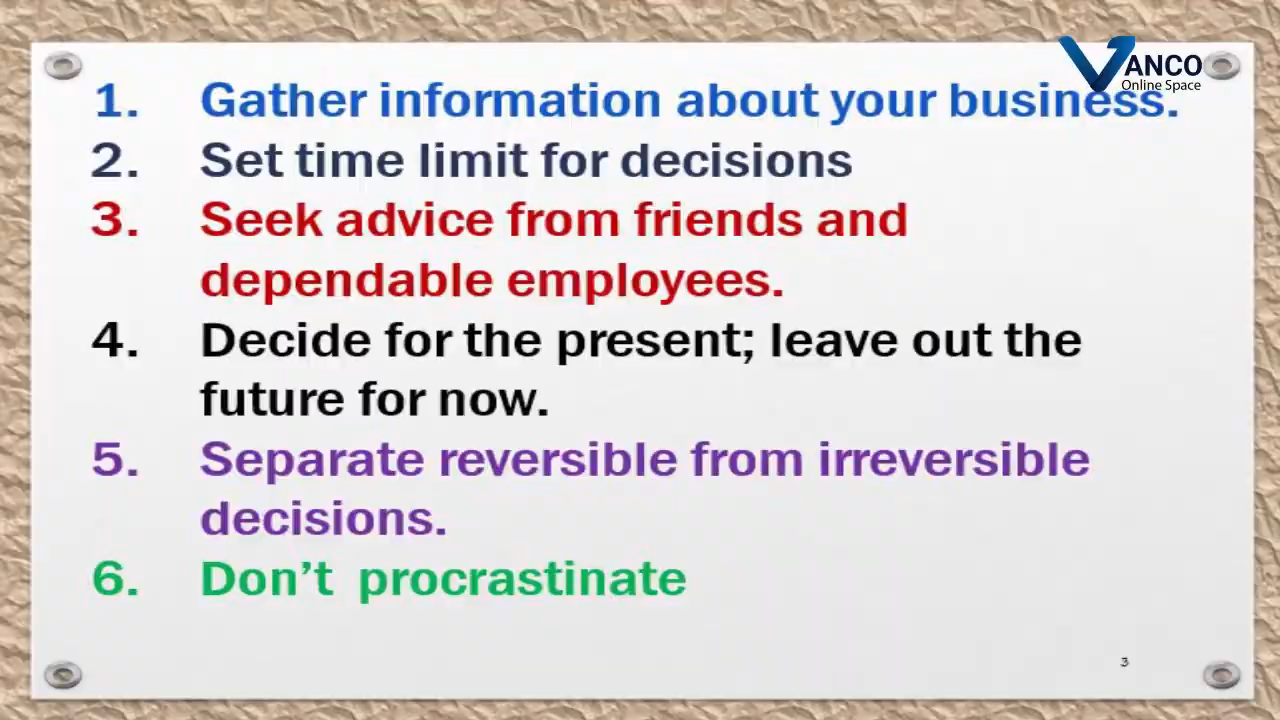 VANCO
Online Space
1. Gather information about your business.
2. Set time limit for decisions
3. Seek advice from friends and
dependable employees.
4. Decide for the present; leave out the
future for now.
5. Separate reversible from irreversible
decisions.
6. Don’t  procrastinate
3